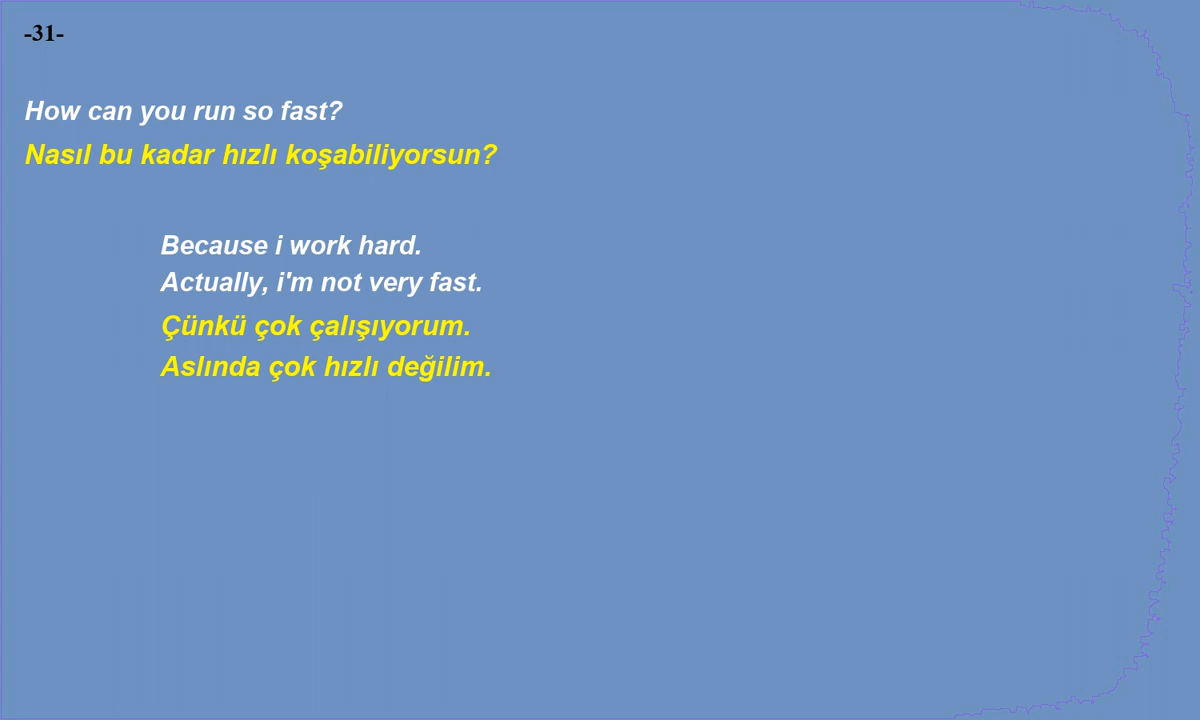 -31-
How can you run so fast?
Nasıl bu kadar hızlı koşabiliyorsun?
Because i work hard.
Actually, i'm not very fast.
Çünkü çok çalışıyorum.
Aslında çok hızlı değilim.